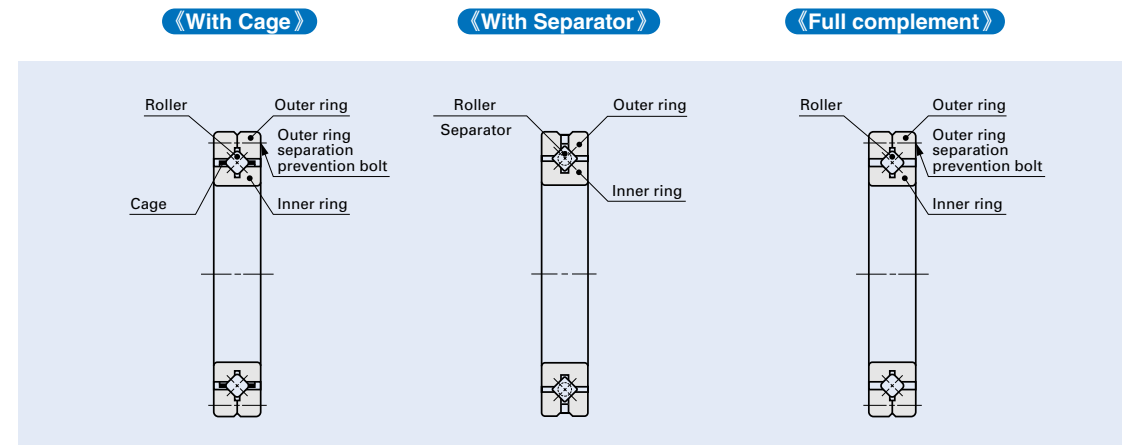 《With Cage》
《With Separator》
《Full complement》
Roller
Outer ring
Outer ring
separation
prevention bolt
Cage
Inner ring
Roller
Separator
Outer ring
Inner ring
Roller
Outer ring
Outer ring
separation
prevention bolt
Inner ring